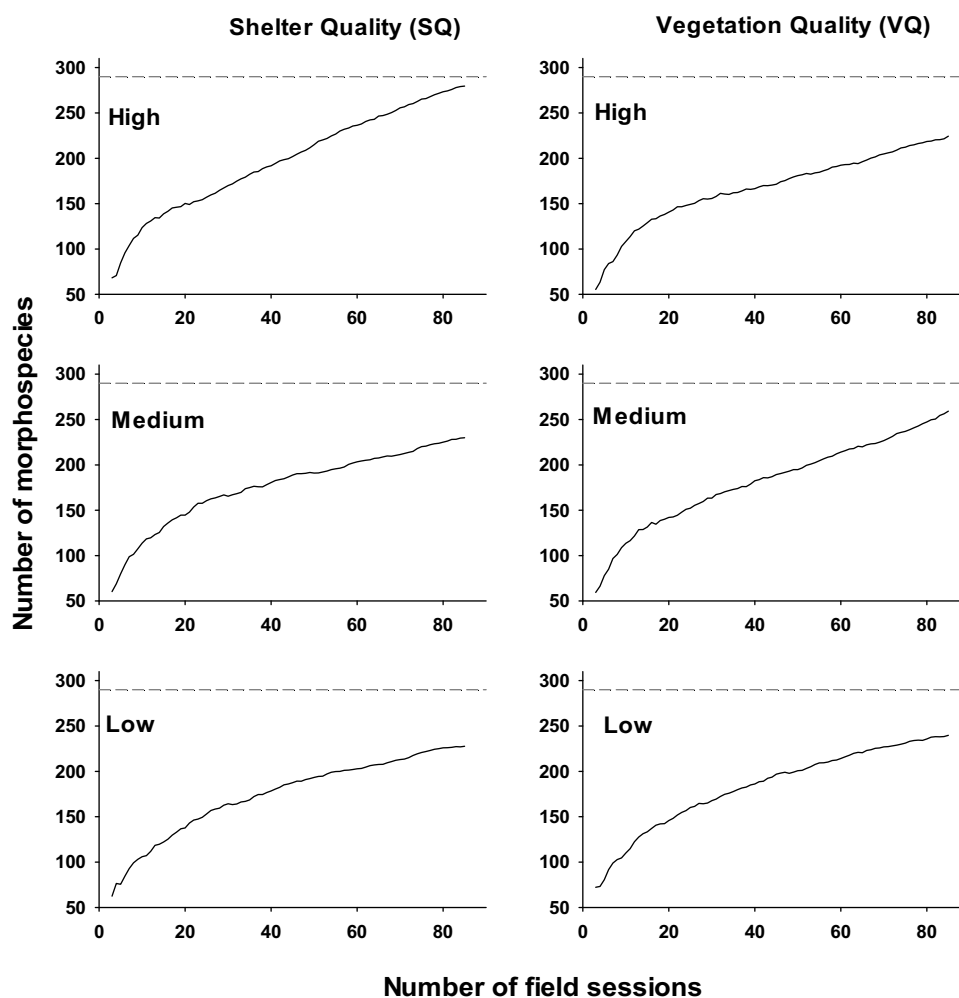 Shelter Quality (SQ)
Vegetation Quality (VQ)
Number of morphospecies
300
250
200
150
100
50
High
0 20 40 60 80
300
250
200
150
100
50
High
0 20 40 60 80
300
250
200
150
100
50
Medium
0 20 40 60 80
300
250
200
150
100
50
Medium
0 20 40 60 80
300
250
200
150
100
50
Low
0 20 40 60 80
300
250
200
150
100
50
Low
0 20 40 60 80
Number of field sessions